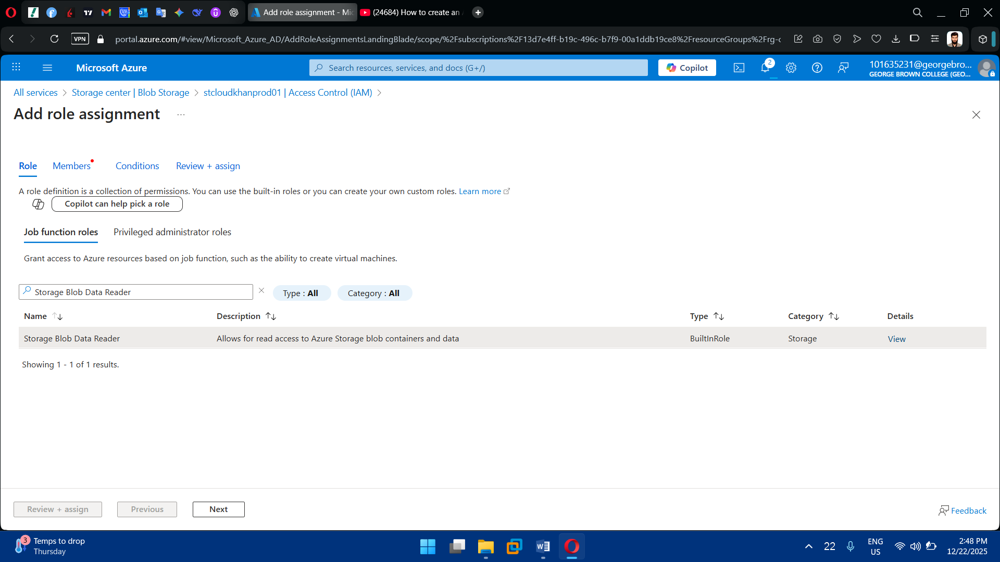 Add role assignment - Mic
(24684) How to create an
VPN
portal.azure.com/#view/Microsoft_Azure_AD/AddRoleAssignmentsLandingBlade/scope/%2Fsubscriptions%2F13d7e4ff-b19c-496c-b7f9-00a1ddb19ce8%2FresourceGroups%2Frg-c
Microsoft Azure
Search resources, services, and docs (G+/)
Copilot
2
101635231@georgebro...
GEORGE BROWN COLLEGE (GEO...
All services > Storage center | Blob Storage > stcloudkhanprod01 | Access Control (IAM) >
Add role assignment ...
Role
Members
Conditions
Review + assign
A role definition is a collection of permissions. You can use the built-in roles or you can create your own custom roles. Learn more
Copilot can help pick a role
Job function roles
Privileged administrator roles
Grant access to Azure resources based on job function, such as the ability to create virtual machines.
Storage Blob Data Reader
Type : All
Category : All
Name Description Type Category Details
Storage Blob Data Reader Allows for read access to Azure Storage blob containers and data BuiltInRole Storage View
Showing 1 - 1 of 1 results.
Review + assign
Previous
Next
Feedback
3
Temps to drop
Thursday
22
ENG
US
2:48 PM
12/22/2025